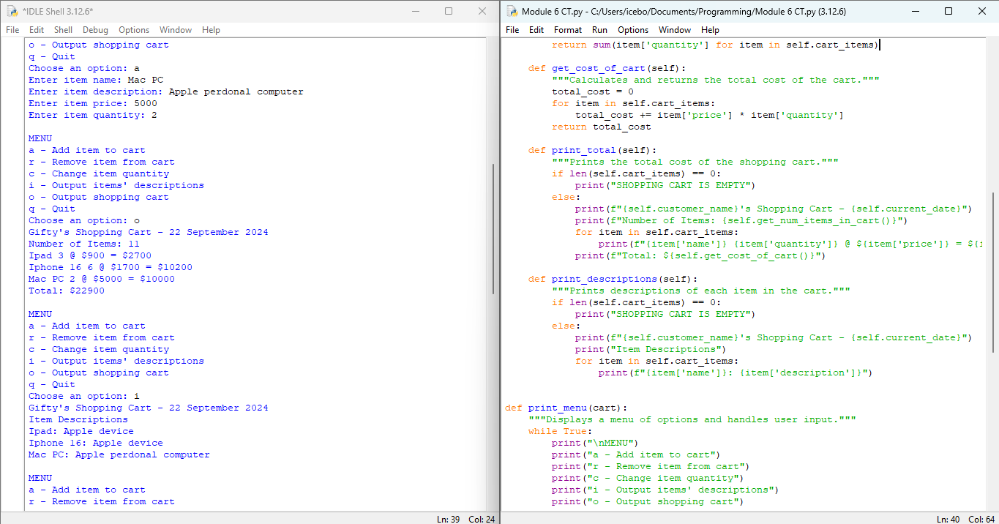 *IDLE Shell 3.12.6*
File Edit Shell Debug Options Window Help
o - Output shopping cart
q - Quit
Choose an option: a
Enter item name: Mac PC
Enter item description: Apple perdonal computer
Enter item price: 5000
Enter item quantity: 2
MENU
a - Add item to cart
r - Remove item from cart
c - Change item quantity
i - Output items' descriptions
o - Output shopping cart
q - Quit
Choose an option: o
Gifty's Shopping Cart - 22 September 2024
Number of Items: 11
Ipad 3 @ $900 = $2700
Iphone 16 6 @ $1700 = $10200
Mac PC 2 @ $5000 = $10000
Total: $22900
MENU
a - Add item to cart
r - Remove item from cart
c - Change item quantity
i - Output items' descriptions
o - Output shopping cart
q - Quit
Choose an option: i
Gifty's Shopping Cart - 22 September 2024
Item Descriptions
Ipad: Apple device
Iphone 16: Apple device
Mac PC: Apple perdonal computer
MENU
a - Add item to cart
r - Remove item from cart
Ln: 39 Col: 24
Module 6 CT.py - C:/Users/icebo/Documents/Programming/Module 6 CT.py (3.12.6)
File Edit Format Run Options Window Help
        return sum(item['quantity'] for item in self.cart_items)
    def get_cost_of_cart(self):
        """Calculates and returns the total cost of the cart."""
        total_cost = 0
        for item in self.cart_items:
            total_cost += item['price'] * item['quantity']
        return total_cost
    def print_total(self):
        """Prints the total cost of the shopping cart."""
        if len(self.cart_items) == 0:
            print("SHOPPING CART IS EMPTY")
        else:
            print(f"{self.customer_name}'s Shopping Cart - {self.current_date}")
            print(f"Number of Items: {self.get_num_items_in_cart()}")
            for item in self.cart_items:
                print(f"{item['name']} {item['quantity']} @ ${item['price']} = ${i
            print(f"Total: ${self.get_cost_of_cart()}")
    def print_descriptions(self):
        """Prints descriptions of each item in the cart."""
        if len(self.cart_items) == 0:
            print("SHOPPING CART IS EMPTY")
        else:
            print(f"{self.customer_name}'s Shopping Cart - {self.current_date}")
            print("Item Descriptions")
            for item in self.cart_items:
                print(f"{item['name']}: {item['description']}")
def print_menu(cart):
    """Displays a menu of options and handles user input."""
    while True:
        print("\nMENU")
        print("a - Add item to cart")
        print("r - Remove item from cart")
        print("c - Change item quantity")
        print("i - Output items' descriptions")
        print("o - Output shopping cart")
Ln: 40 Col: 64